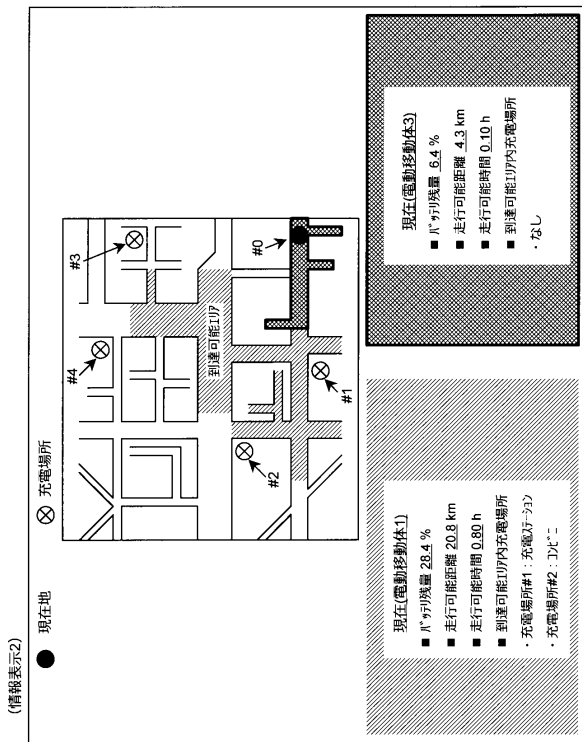 (情報表示2)
● 現在地 ⊗ 充電場所
#4
#3
到達可能ｴﾘｱ
#2
#1
#0
現在(電動移動体1)
■ ﾊﾞｯﾃﾘ残量 28.4 %
■ 走行可能距離 20.8 km
■ 走行可能時間 0.80 h
■ 到達可能ｴﾘｱ内充電場所
・充電場所#1：充電ｽﾃｰｼｮﾝ
・充電場所#2：ｺﾝﾋﾞﾆ
現在(電動移動体3)
■ ﾊﾞｯﾃﾘ残量 6.4 %
■ 走行可能距離 4.3 km
■ 走行可能時間 0.10 h
■ 到達可能ｴﾘｱ内充電場所
・なし